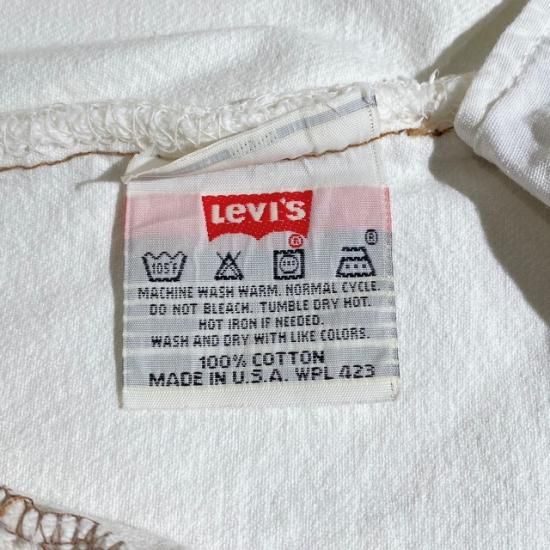 Levi's
®
®
105F
MACHINE WASH WARM. NORMAL CYCLE.
DO NOT BLEACH. TUMBLE DRY HOT.
HOT IRON IF NEEDED.
WASH AND DRY WITH LIKE COLORS.
100% COTTON
MADE IN U.S.A. WPL 423